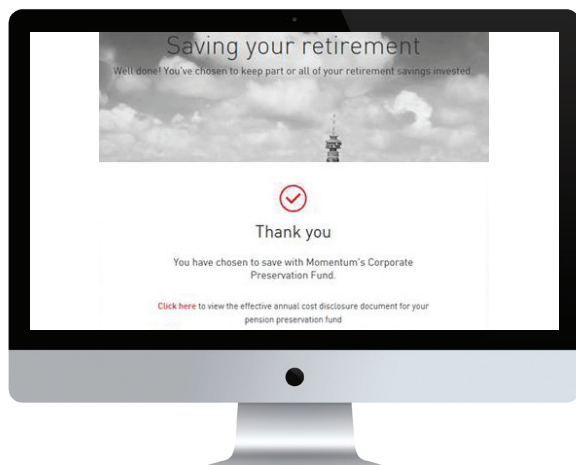 Saving your retirement
Well done! You've chosen to keep part or all of your retirement savings invested.
Thank you
You have chosen to save with Momentum's Corporate
Preservation Fund.
Click here to view the effective annual cost disclosure document for your
pension preservation fund